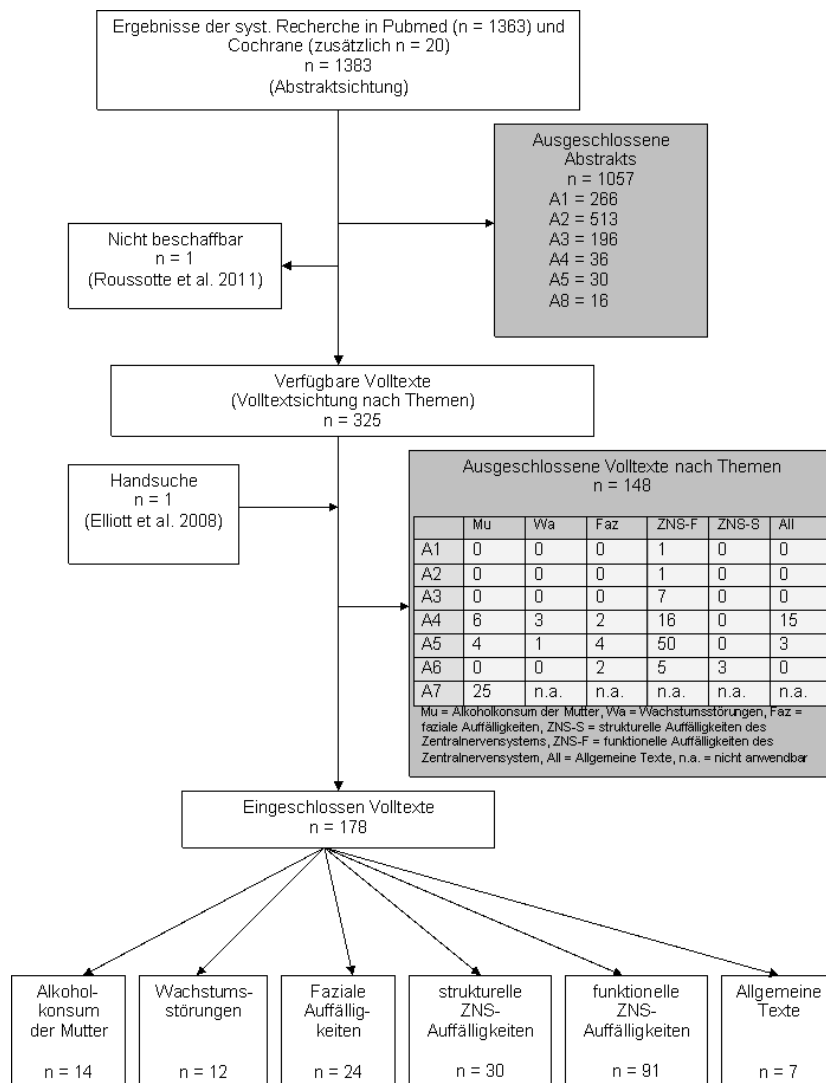 Ergebnisse der syst. Recherche in Pubmed (n = 1363) und
Cochrane (zusätzlich n = 20)
n = 1383
(Abstraktsichtung)
Ausgeschlossene
Abstrakts
n = 1057
A1 = 266
A2 = 513
A3 = 196
A4 = 36
A5 = 30
A8 = 16
Nicht beschaffbar
n = 1
(Roussotte et al. 2011)
Verfügbare Volltexte
(Volltextsichtung nach Themen)
n = 325
Handsuche
n = 1
(Elliott et al. 2008)
Ausgeschlossene Volltexte nach Themen
n = 148
Mu Wa Faz ZNS-F ZNS-S All
A1 0 0 0 1 0 0
A2 0 0 0 1 0 0
A3 0 0 0 7 0 0
A4 6 3 2 16 0 15
A5 4 1 4 50 0 3
A6 0 0 2 5 3 0
A7 25 n.a. n.a. n.a. n.a. n.a.
Mu = Alkoholkonsum der Mutter, Wa = Wachstumsstörungen, Faz =
faziale Auffälligkeiten, ZNS-S = strukturelle Auffälligkeiten des
Zentralnervensystems, ZNS-F = funktionelle Auffälligkeiten des
Zentralnervensystem, All = Allgemeine Texte, n.a. = nicht anwendbar
Eingeschlossen Volltexte
n = 178
Alkohol-
konsum
der Mutter
n = 14
Wachstums-
störungen
n = 12
Faziale
Auffällig-
keiten
n = 24
strukturelle
ZNS-
Auffälligkeiten
n = 30
funktionelle
ZNS-
Auffälligkeiten
n = 91
Allgemeine
Texte
n = 7